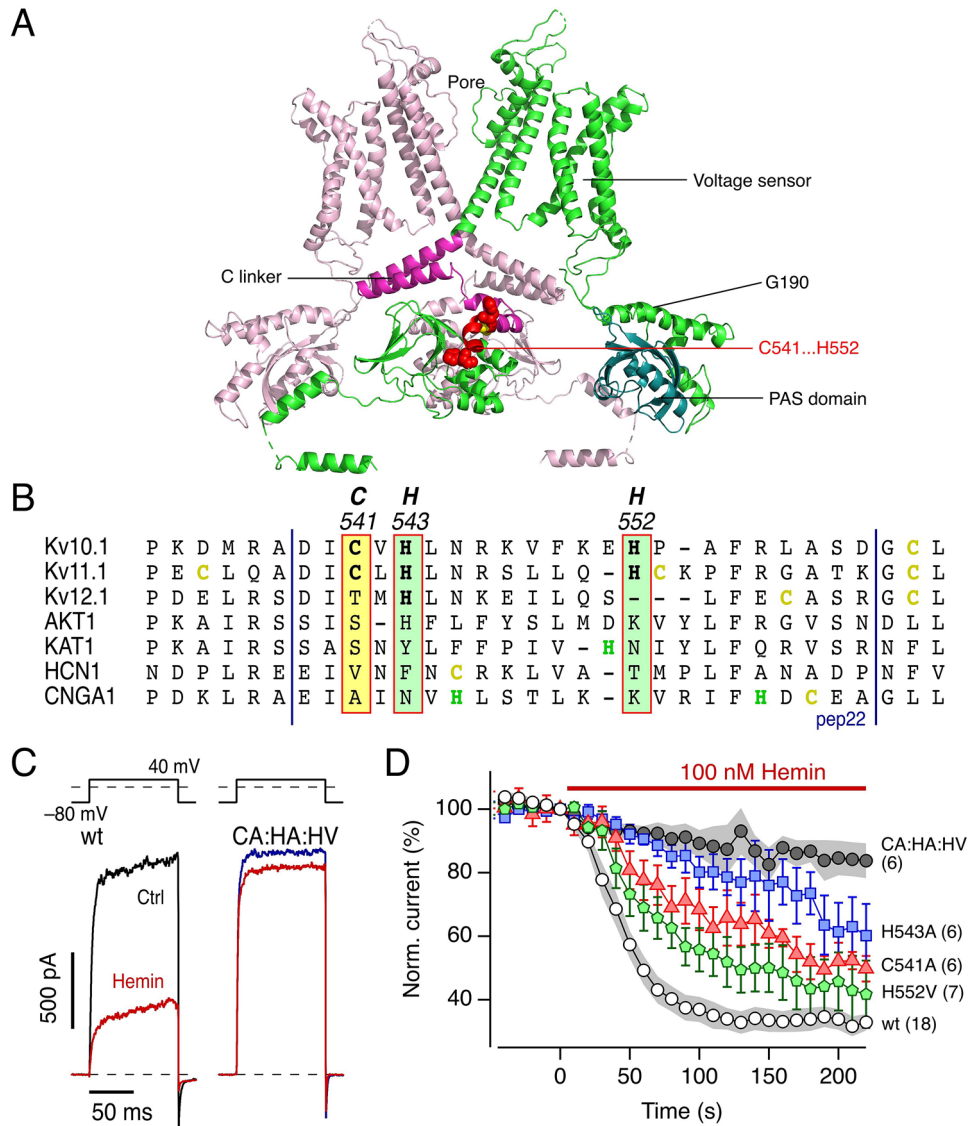 A
Pore
Voltage sensor
C linker
G190
C541...H552
PAS domain
B
C H H
541 543 552
Kv10.1 P K D M R A D I C V H L N R K V F K E H P - A F R L A S D G C L
Kv11.1 P E C L Q A D I C L H L N R S L L Q - H C K P F R G A T K G C L
Kv12.1 P D E L R S D I T M H L N K E I L Q S - - - L F E C A S R G C L
AKT1 P K A I R S S I S - H F L F Y S L M D K V Y L F R G V S N D L L
KAT1 P K A I R S S A S N Y L F F P I V - H N I Y L F Q R V S R N F L
HCN1 N D P L R E E I V N F N C R K L V A - T M P L F A N A D P N F V
CNGA1 P D K L R A E I A I N V H L S T L K - K V R I F H D C E A G L L
pep22
C
40 mV
−80 mV
wt
CA:HA:HV
Ctrl
Hemin
500 pA
50 ms
D
100 nM Hemin
Norm. current (%)
100
80
60
40
0 50 100 150 200
Time (s)
CA:HA:HV
(6)
H543A (6)
C541A (6)
H552V (7)
wt (18)